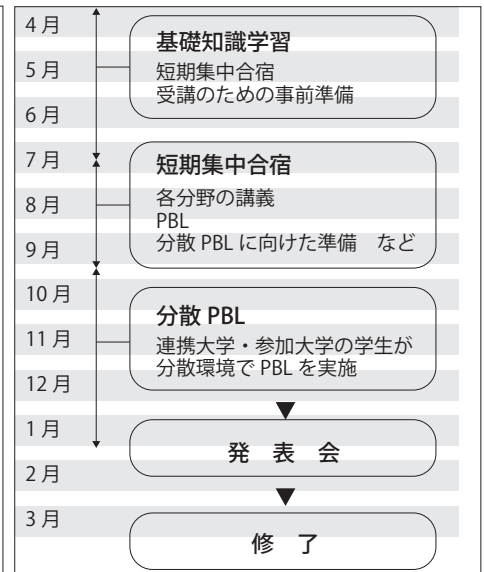 4月
基礎知識学習
5月
短期集中合宿
受講のための事前準備
6月
7月
短期集中合宿
8月
各分野の講義
PBL
9月
分散 PBL に向けた準備　など
10月
分散 PBL
11月
連携大学・参加大学の学生が
分散環境で PBL を実施
12月
▼
1月
発　表　会
2月
▼
3月
修　了